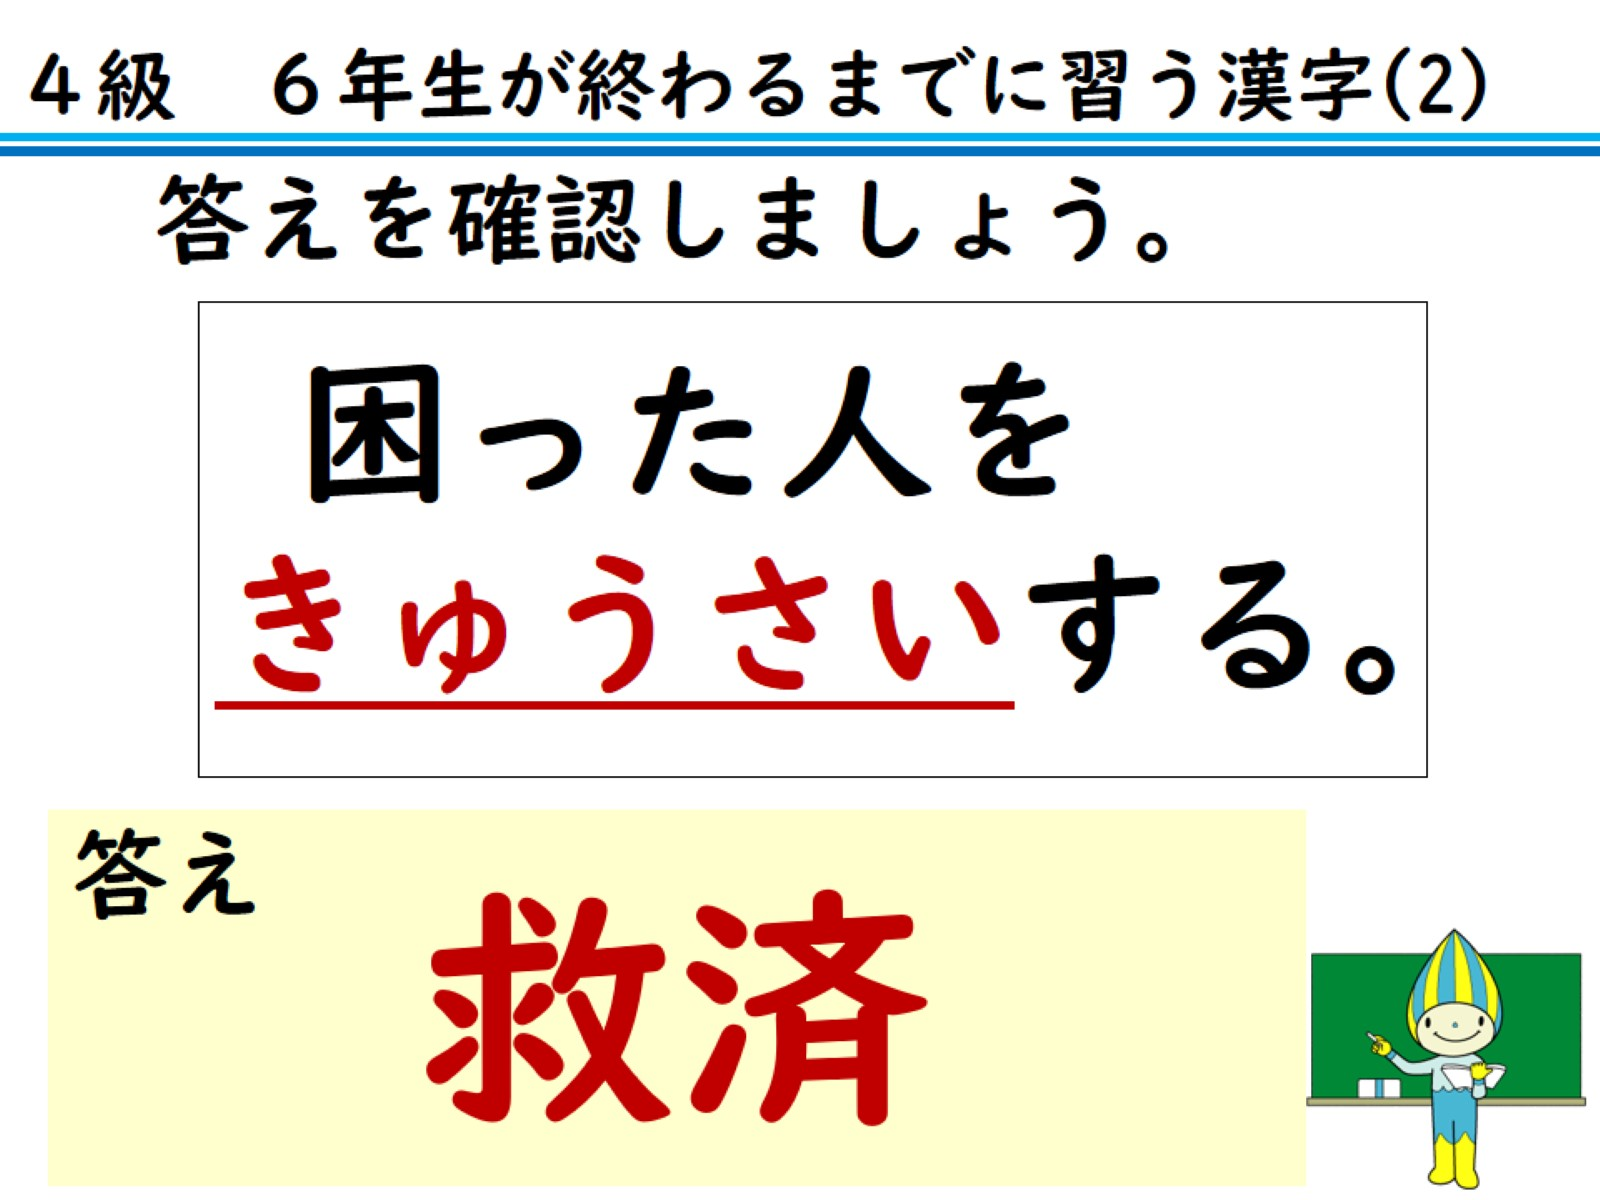 ４級　６年生が終わるまでに習う漢字(2)
答えを確認しましょう。
困った人を
きゅうさいする。
答え
救済